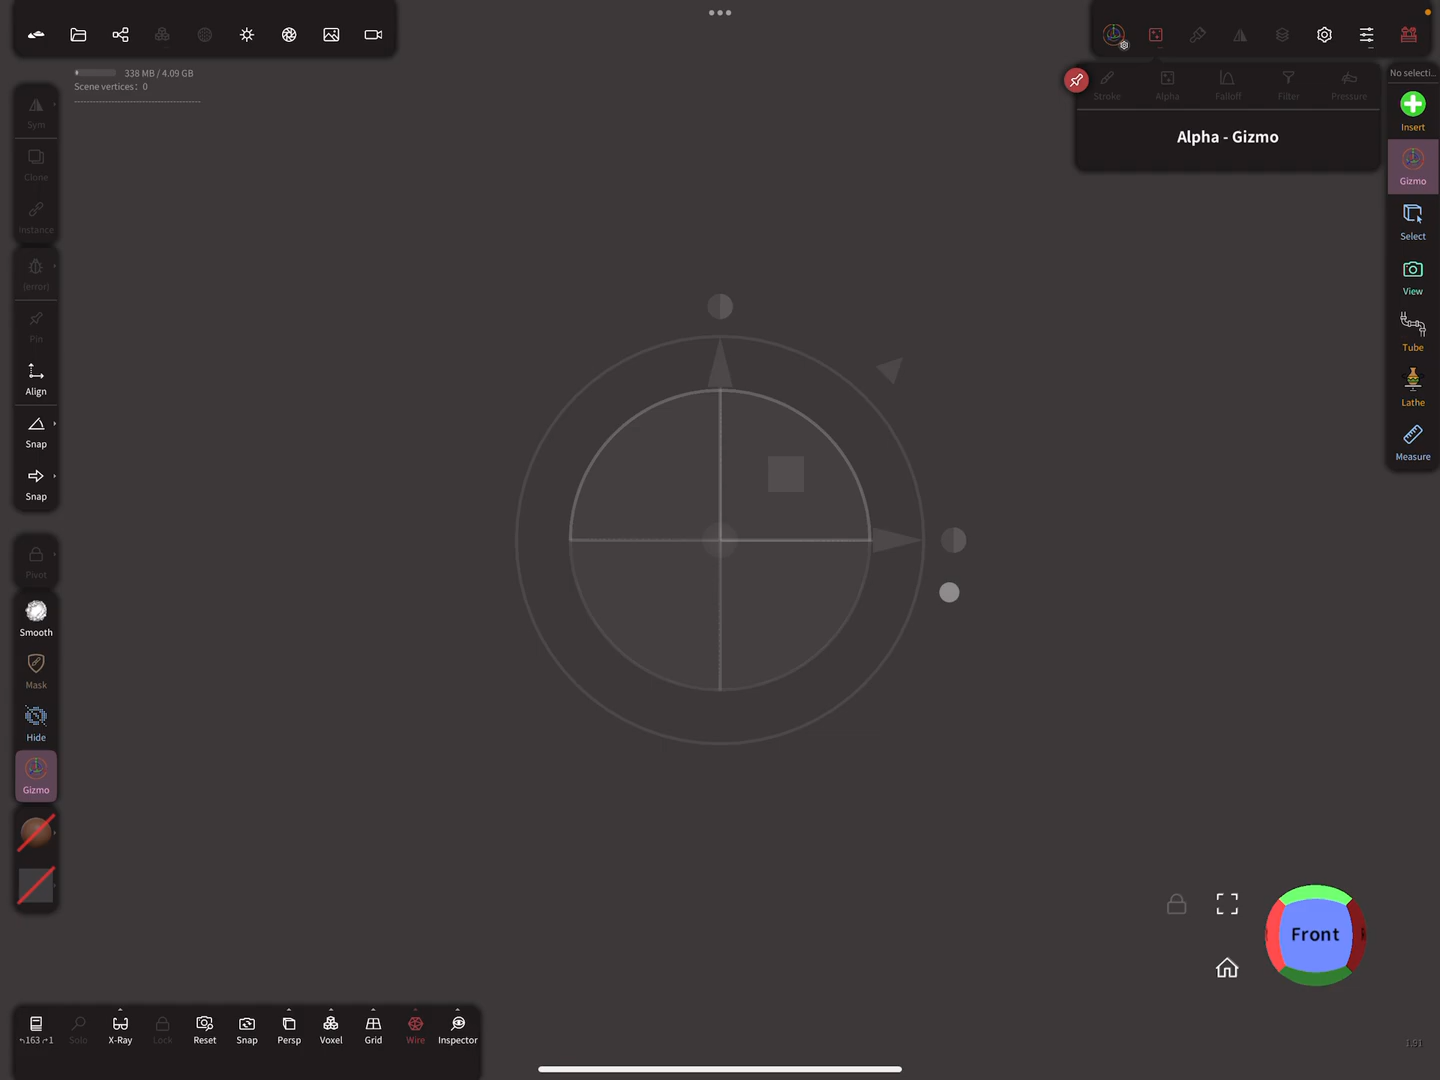 338 MB / 4.09 GB
Scene vertices: 0
No selecti...
Stroke
Alpha
Falloff
Filter
Pressure
Alpha - Gizmo
Insert
Gizmo
Select
View
Tube
Lathe
Measure
Sym
Clone
Instance
(error)
Pin
Align
Snap
Snap
Pivot
Smooth
Mask
Hide
Gizmo
Front
163
1
Solo
X-Ray
Lock
Reset
Snap
Persp
Voxel
Grid
Wire
Inspector
1.91